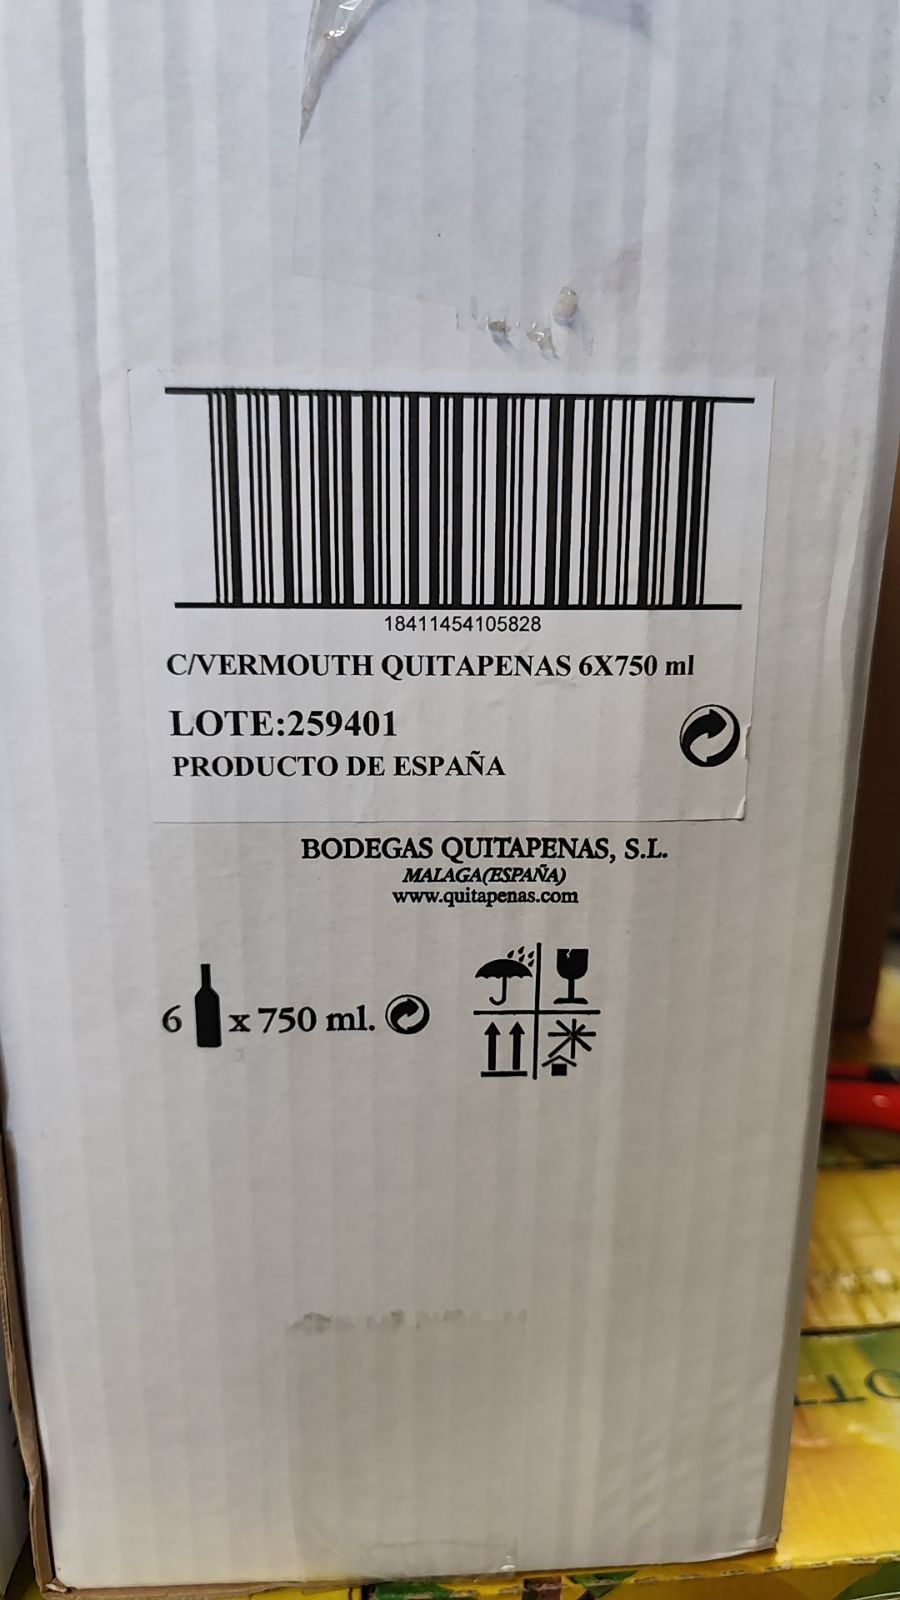 18411454105828
C/VERMOUTH QUITAPENAS 6X750 ml
LOTE:259401
PRODUCTO DE ESPAÑA
BODEGAS QUITAPENAS, S.L.
MALAGA(ESPAÑA)
www.quitapenas.com
6 x 750 ml.